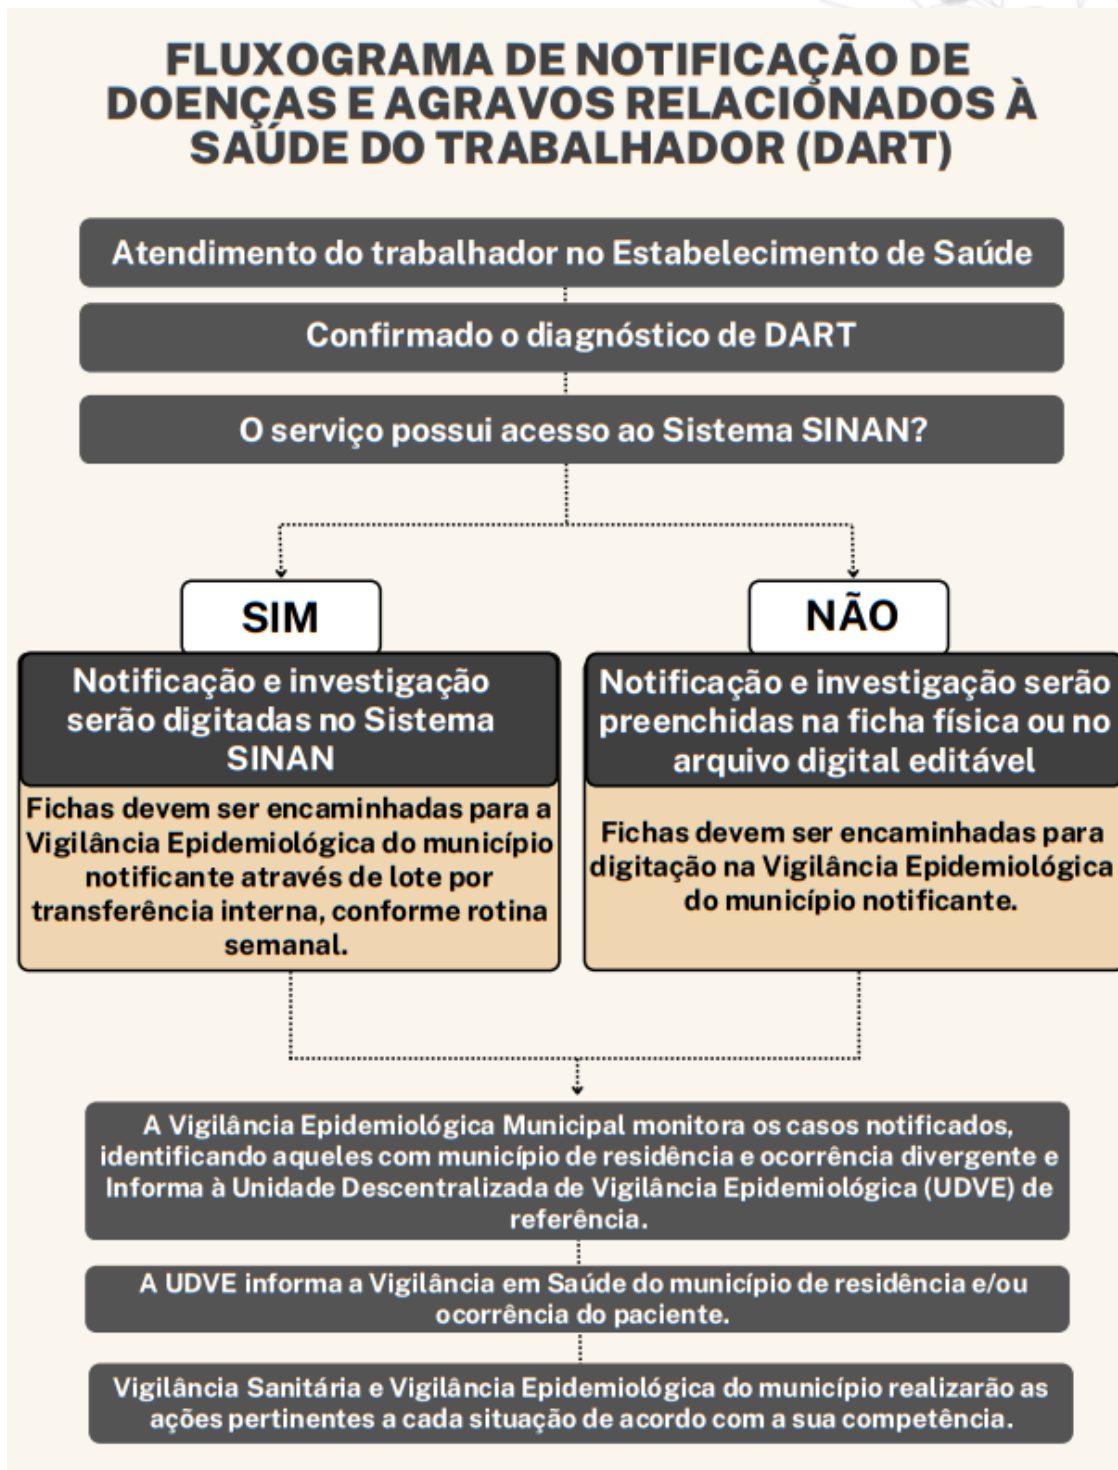 FLUXOGRAMA DE NOTIFICAÇÃO DE
DOENÇAS E AGRAVOS RELACIONADOS À
SAÚDE DO TRABALHADOR (DART)
Atendimento do trabalhador no Estabelecimento de Saúde
Confirmado o diagnóstico de DART
O serviço possui acesso ao Sistema SINAN?
SIM
Notificação e investigação
serão digitadas no Sistema
SINAN
Fichas devem ser encaminhadas para a
Vigilância Epidemiológica do município
notificante através de lote por
transferência interna, conforme rotina
semanal.
NÃO
Notificação e investigação serão
preenchidas na ficha física ou no
arquivo digital editável
Fichas devem ser encaminhadas para
digitação na Vigilância Epidemiológica
do município notificante.
A Vigilância Epidemiológica Municipal monitora os casos notificados,
identificando aqueles com município de residência e ocorrência divergente e
Informa à Unidade Descentralizada de Vigilância Epidemiológica (UDVE) de
referência.
A UDVE informa a Vigilância em Saúde do município de residência e/ou
ocorrência do paciente.
Vigilância Sanitária e Vigilância Epidemiológica do município realizarão as
ações pertinentes a cada situação de acordo com a sua competência.